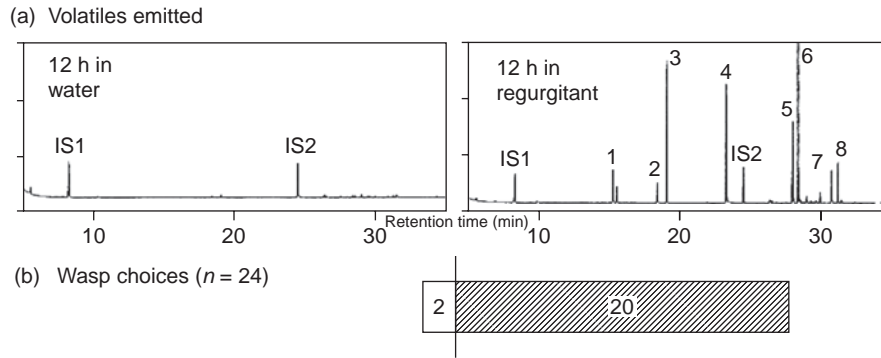 (a) Volatiles emitted
12 h in
water
IS1
IS2
10
20
30
12 h in
regurgitant
IS1
1
2
3
4
IS2
5
6
7
8
10
20
30
Retention time (min)
(b) Wasp choices (n = 24)
2
20